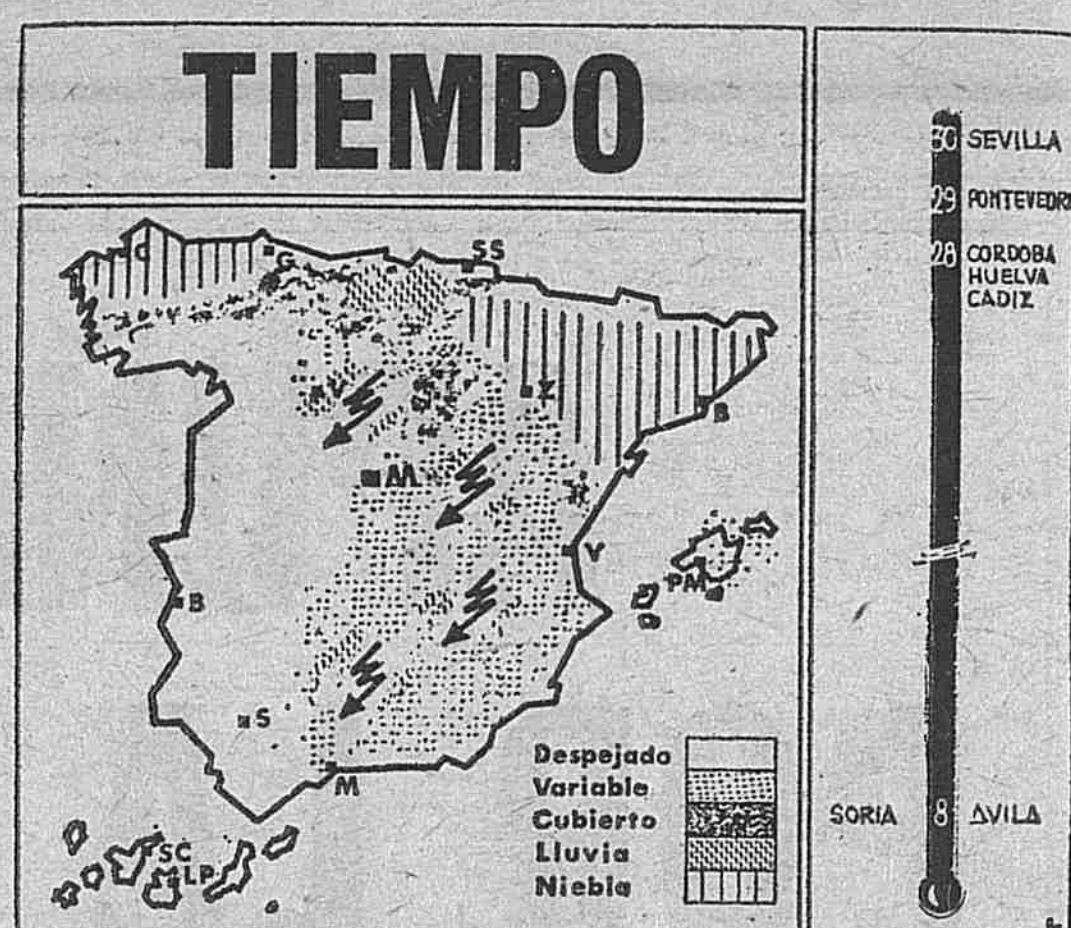 TIEMPO
C
G
SS
Z
B
M
V
PM
B
S
M
SC
LP
Despejado
Variable
Cubierto
Lluvia
Niebla
30 SEVILLA
29 PONTEVEDRA
28 CORDOBA
HUELVA
CADIZ
SORIA 8 AVILA